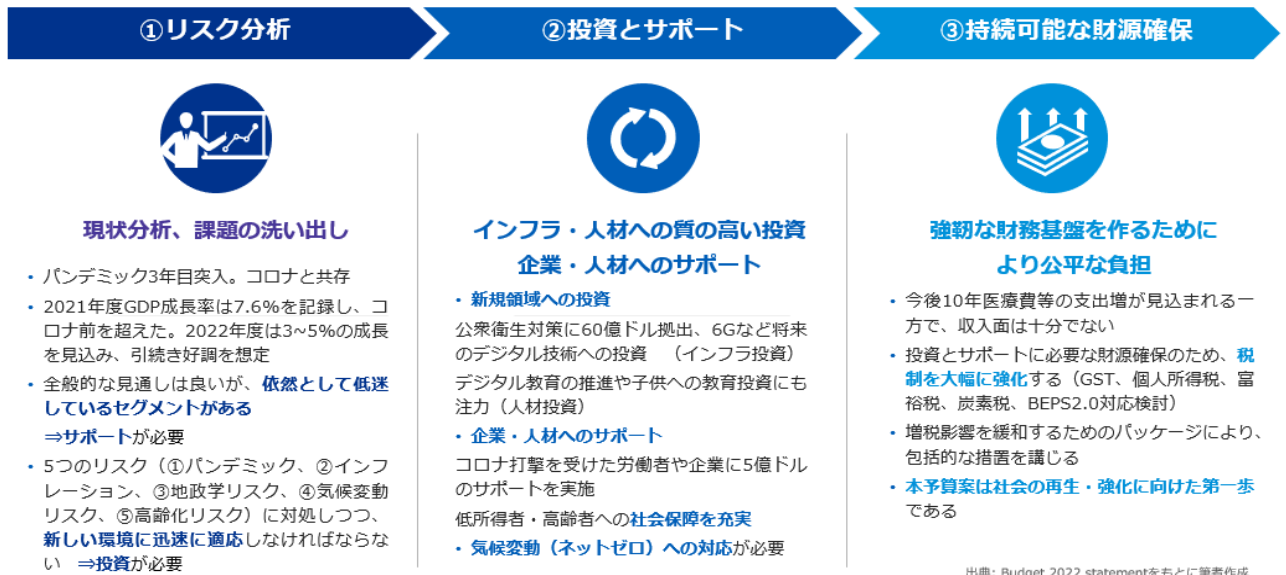 ①リスク分析
現状分析、課題の洗い出し
• パンデミック3年目突入。コロナと共存
• 2021年度GDP成長率は7.6%を記録し、コ
ロナ前を超えた。2022年度は3~5%の成長
を見込み、引続き好調を想定
• 全般的な見通しは良いが、依然として低迷
しているセグメントがある
⇒サポートが必要
• 5つのリスク（①パンデミック、②インフ
レーション、③地政学リスク、④気候変動
リスク、⑤高齢化リスク）に対処しつつ、
新しい環境に迅速に適応しなければならな
い　⇒投資が必要
②投資とサポート
インフラ・人材への質の高い投資
企業・人材へのサポート
• 新規領域への投資
公衆衛生対策に60億ドル拠出、6Gなど将来
のデジタル技術への投資　（インフラ投資）
デジタル教育の推進や子供への教育投資にも
注力（人材投資）
• 企業・人材へのサポート
コロナ打撃を受けた労働者や企業に5億ドル
のサポートを実施
低所得者・高齢者への社会保障を充実
• 気候変動（ネットゼロ）への対応が必要
③持続可能な財源確保
強靭な財務基盤を作るために
より公平な負担
• 今後10年医療費等の支出増が見込まれる一
方で、収入面は十分でない
• 投資とサポートに必要な財源確保のため、税
制を大幅に強化する（GST、個人所得税、富
裕税、炭素税、BEPS2.0対応検討）
• 増税影響を緩和するためのパッケージにより、
包括的な措置を講じる
• 本予算案は社会の再生・強化に向けた第一歩
である
出典: Budget 2022 statementをもとに筆者作成